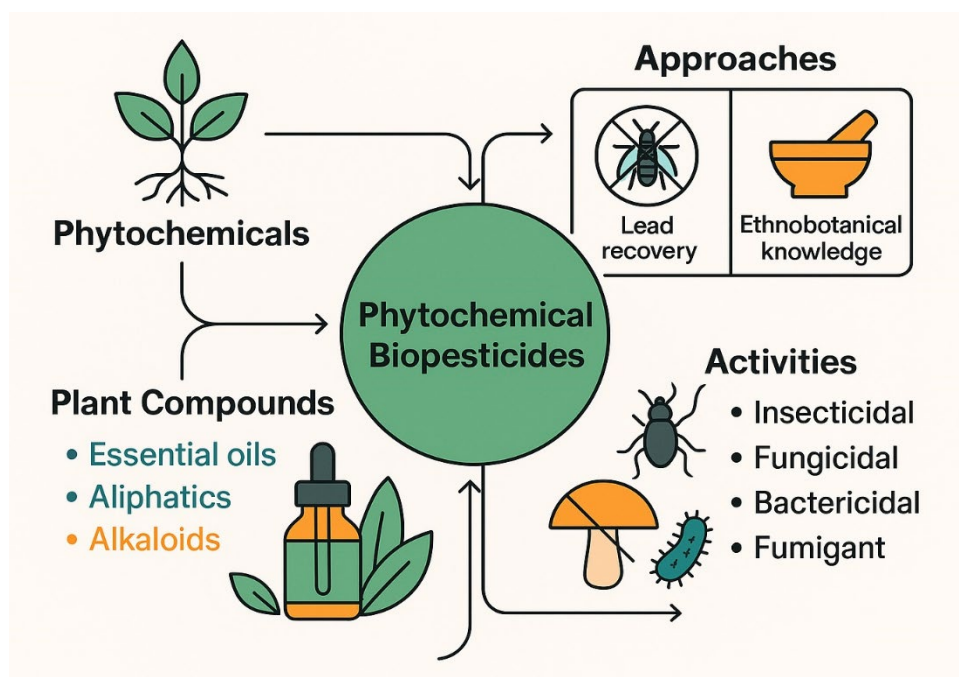 Approaches
Lead
recovery
Ethnobotanical
knowledge
Phytochemicals
Phytochemical
Biopesticides
Plant Compounds
• Essential oils
• Aliphatics
• Alkaloids
Activities
• Insecticidal
• Fungicidal
• Bactericidal
• Fumigant